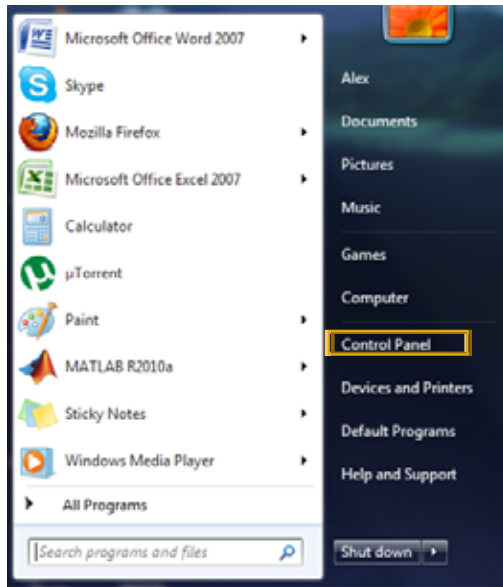 Microsoft Office Word 2007
Skype
Mozilla Firefox
Microsoft Office Excel 2007
Calculator
µTorrent
Paint
MATLAB R2010a
Sticky Notes
Windows Media Player
All Programs
Search programs and files
Alex
Documents
Pictures
Music
Games
Computer
Control Panel
Devices and Printers
Default Programs
Help and Support
Shut down